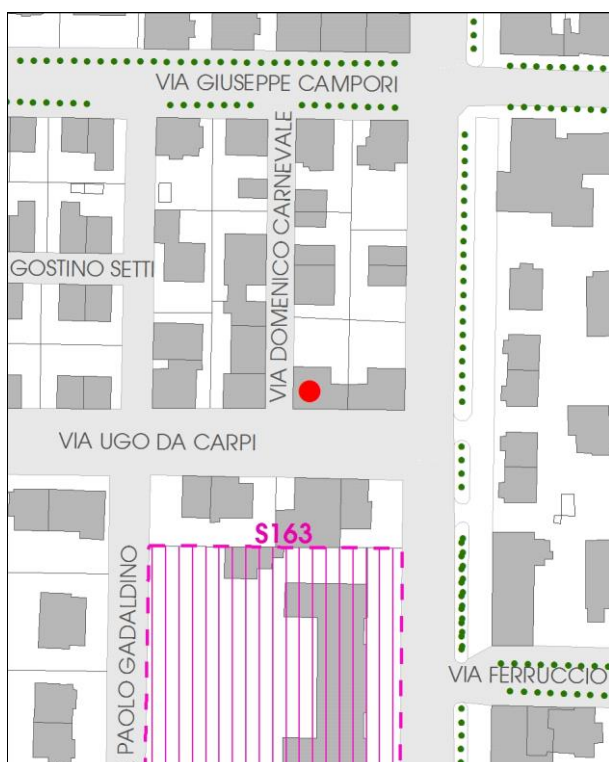 VIA GIUSEPPE CAMPORI
VIA DOMENICO CARNEVALE
GOSTINO SETTI
VIA UGO DA CARPI
S163
PAOLO GADALDINO
VIA FERRUCCIO